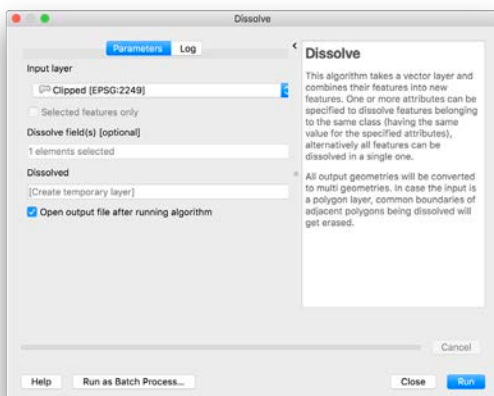 Dissolve
Parameters
Log
Input layer
Clipped [EPSG:2249]
Selected features only
Dissolve field(s) [optional]
1 elements selected
Dissolved
[Create temporary layer]
Open output file after running algorithm
Dissolve
This algorithm takes a vector layer and
combines their features into new
features. One or more attributes can be
specified to dissolve features belonging
to the same class (having the same
value for the specified attributes),
alternatively all features can be
dissolved in a single one.
All output geometries will be converted
to multi geometries. In case the input is
a polygon layer, common boundaries of
adjacent polygons being dissolved will
get erased.
Cancel
Help
Run as Batch Process...
Close
Run